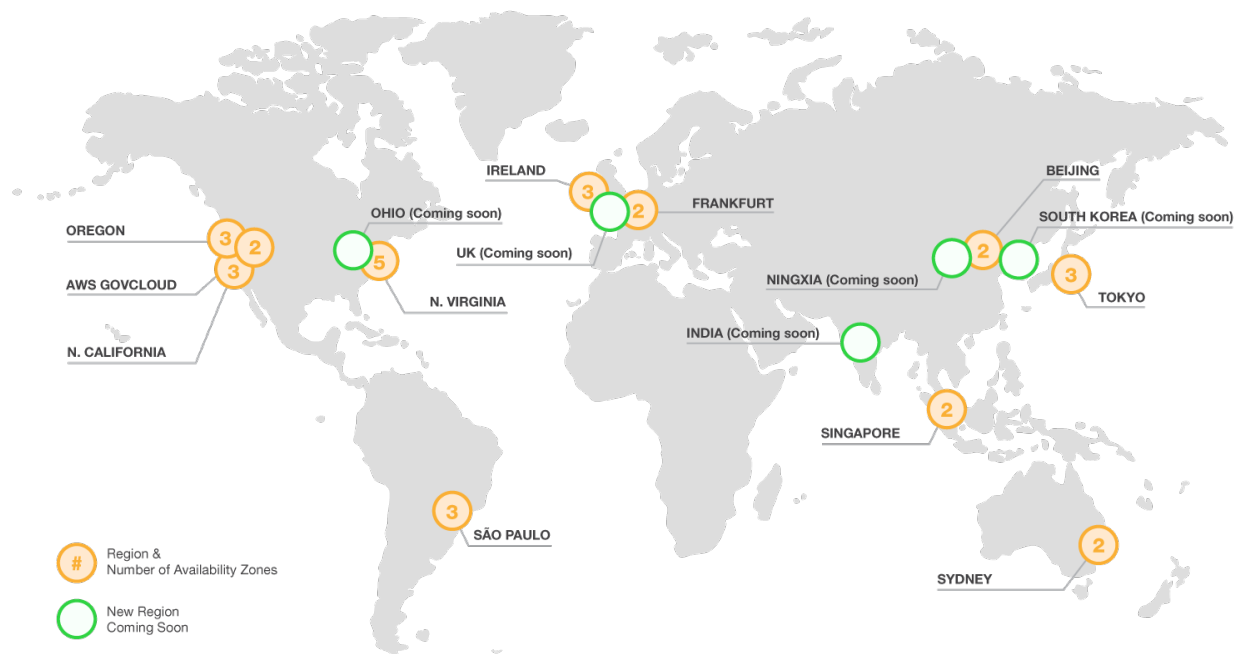 IRELAND
3
BEIJING
FRANKFURT
2
OHIO (Coming soon)
SOUTH KOREA (Coming soon)
OREGON
3
2
3
UK (Coming soon)
5
2
NINGXIA (Coming soon)
3
AWS GOVCLOUD
N. VIRGINIA
TOKYO
INDIA (Coming soon)
N. CALIFORNIA
2
SINGAPORE
3
SÃO PAULO
2
SYDNEY
#
Region &
Number of Availability Zones
New Region
Coming Soon